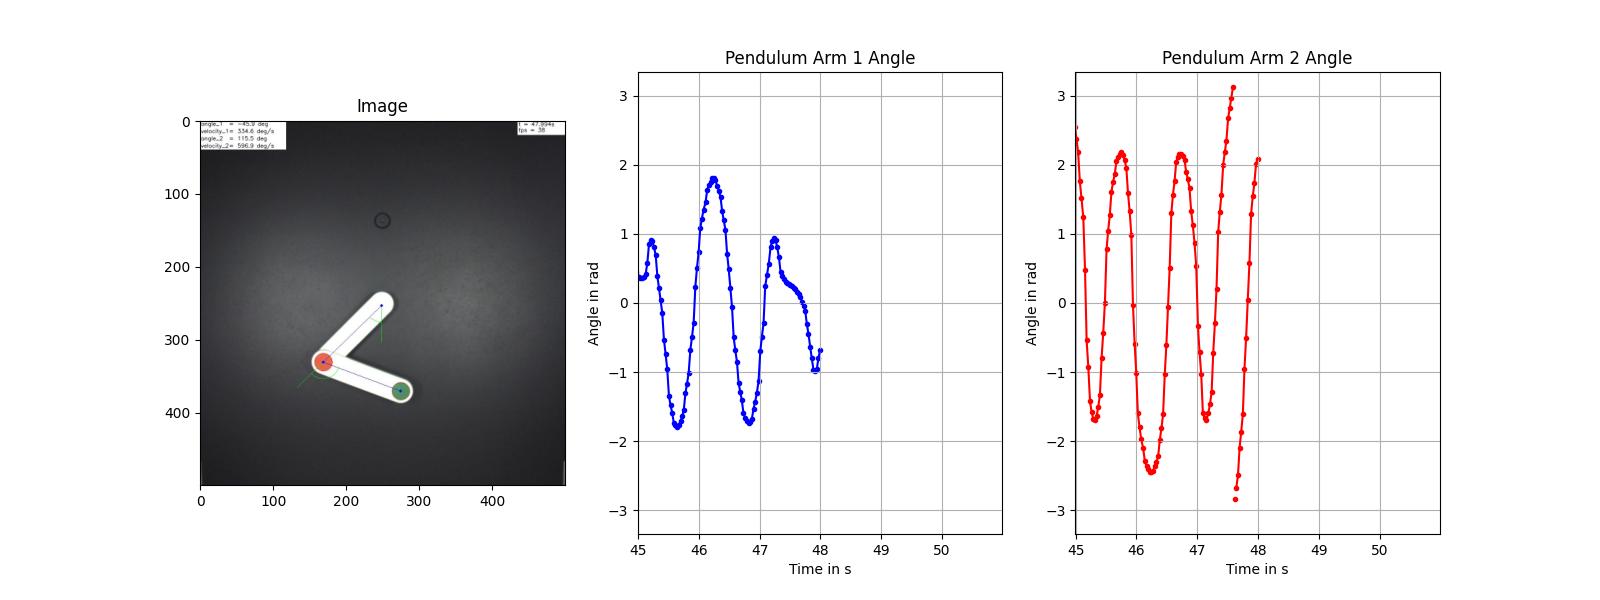 Image
Pendulum Arm 1 Angle
Pendulum Arm 2 Angle
angle_1 = -45.9 deg
velocity_1= 334.6 deg/s
angle_2 = 115.5 deg
velocity_2= 596.9 deg/s
t = 47.994s
fps = 38
0
100
200
300
400
0 100 200 300 400
Angle in rad
3
2
1
0
−1
−2
−3
45 46 47 48 49 50
Time in s
Angle in rad
3
2
1
0
−1
−2
−3
45 46 47 48 49 50
Time in s